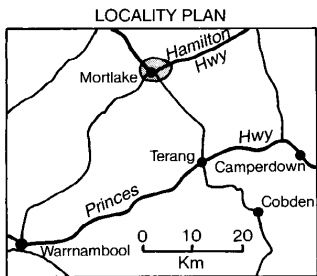 LOCALITY PLAN
Hamilton
Hwy
Mortlake
Hwy
Terang
Camperdown
Princes
Cobden
Warrnambool
0 10 20
Km